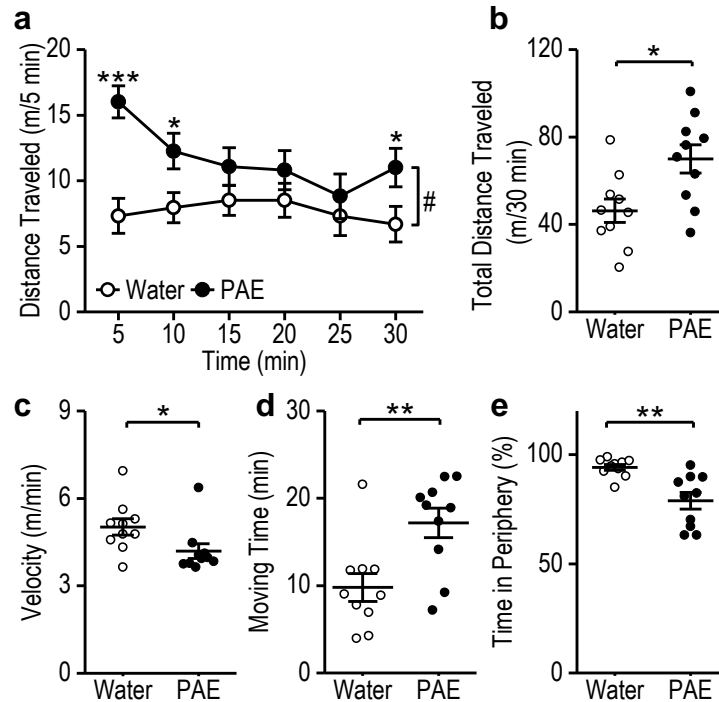 a
Distance Traveled (m/5 min)
20
15
10
5
0
***
*
*
#
Water
PAE
5 10 15 20 25 30
Time (min)
b
Total Distance Traveled
(m/30 min)
120
80
40
0
*
Water PAE
c
Velocity (m/min)
9
6
3
0
*
Water PAE
d
Moving Time (min)
30
20
10
0
**
Water PAE
e
Time in Periphery (%)
100
50
0
**
Water PAE